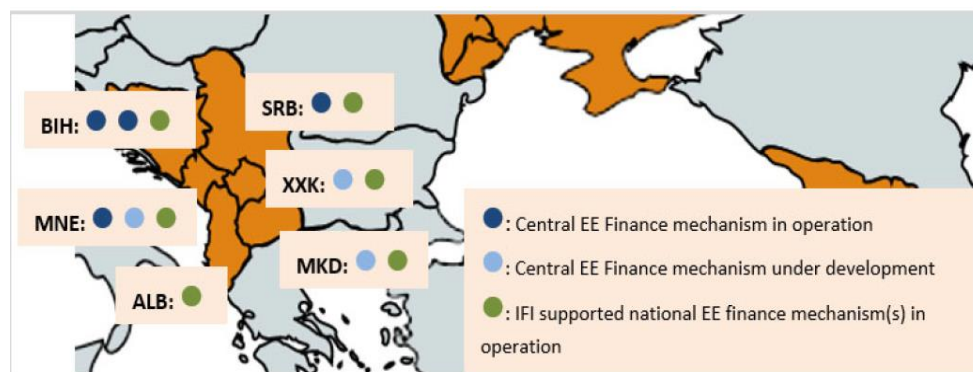 SRB:
BIH:
XXK:
MNE:
MKD:
ALB:
: Central EE Finance mechanism in operation
: Central EE Finance mechanism under development
: IFI supported national EE finance mechanism(s) in
operation